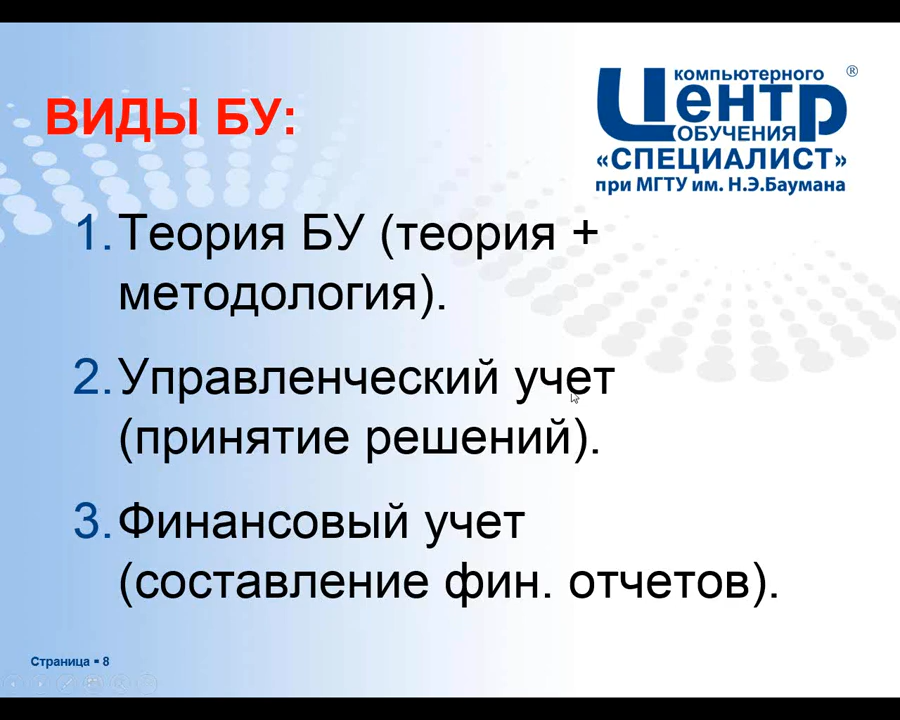 ВИДЫ БУ:
компьютерного
Центр®
ОБУЧЕНИЯ
«СПЕЦИАЛИСТ»
при МГТУ им. Н.Э.Баумана
1. Теория БУ (теория +
методология).
2. Управленческий учет
(принятие решений).
3. Финансовый учет
(составление фин. отчетов).
Страница ▪ 8